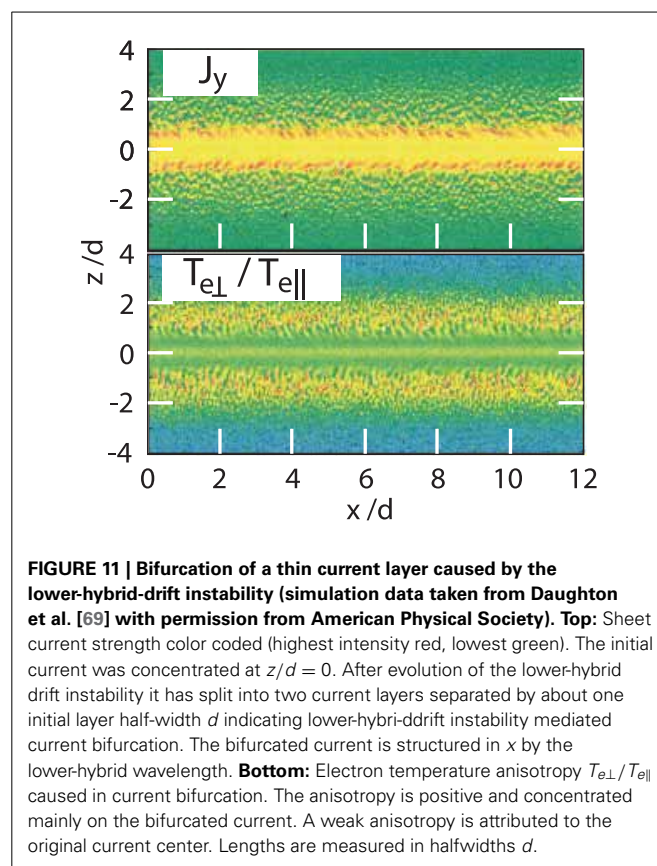 4
J_y
2
0
-2
z/d
4
T_e⊥ / T_e||
2
0
-2
-4
0 2 4 6 8 10 12
x/d
FIGURE 11 | Bifurcation of a thin current layer caused by the
lower-hybrid-drift instability (simulation data taken from Daughton
et al. [69] with permission from American Physical Society). Top: Sheet
current strength color coded (highest intensity red, lowest green). The initial
current was concentrated at z/d = 0. After evolution of the lower-hybrid
drift instability it has split into two current layers separated by about one
initial layer half-width d indicating lower-hybri-ddrift instability mediated
current bifurcation. The bifurcated current is structured in x by the
lower-hybrid wavelength. Bottom: Electron temperature anisotropy T_e⊥/T_e||
caused in current bifurcation. The anisotropy is positive and concentrated
mainly on the bifurcated current. A weak anisotropy is attributed to the
original current center. Lengths are measured in halfwidths d.